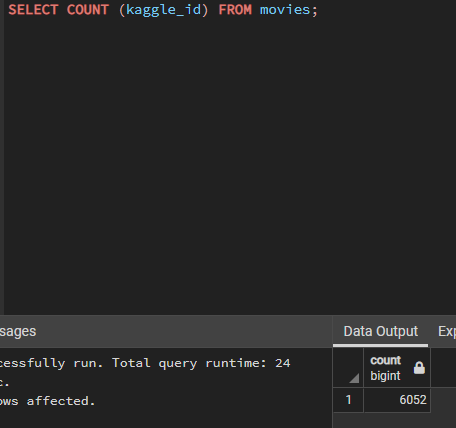 SELECT COUNT (kaggle_id) FROM movies;
sages
Data Output Exp
cessfully run. Total query runtime: 24
c.
ows affected.
count
bigint
1 6052